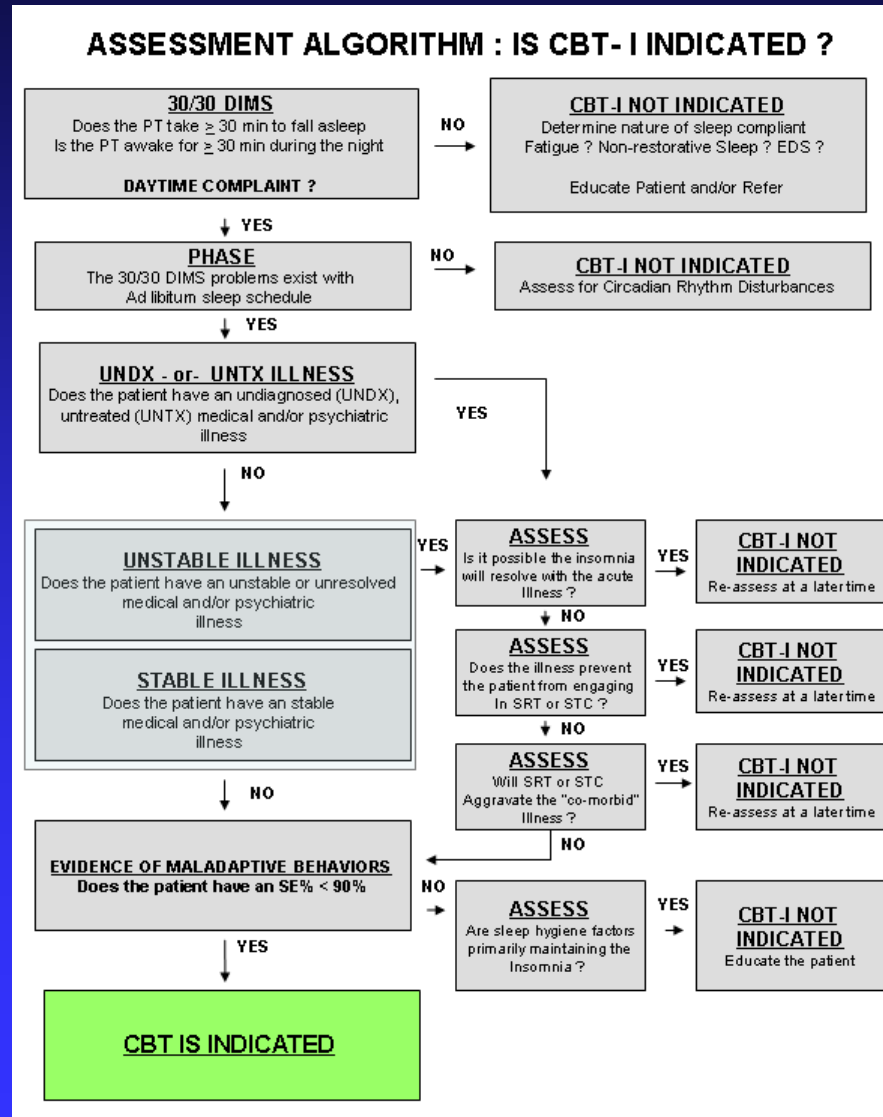 ASSESSMENT ALGORITHM : IS CBT- I INDICATED ?
30/30 DIMS
Does the PT take ≥ 30 min to fall asleep
Is the PT awake for ≥ 30 min during the night
DAYTIME COMPLAINT ?
NO
CBT-I NOT INDICATED
Determine nature of sleep compliant
Fatigue ? Non-restorative Sleep ? EDS ?
Educate Patient and/or Refer
YES
PHASE
The 30/30 DIMS problems exist with
Ad libitum sleep schedule
NO
CBT-I NOT INDICATED
Assess for Circadian Rhythm Disturbances
YES
UNDX - or- UNTX ILLNESS
Does the patient have an undiagnosed (UNDX),
untreated (UNTX) medical and/or psychiatric
illness
YES
NO
UNSTABLE ILLNESS
Does the patient have an unstable or unresolved
medical and/or psychiatric
illness
YES
ASSESS
Is it possible the insomnia
will resolve with the acute
Illness ?
YES
CBT-I NOT
INDICATED
Re-assess at a later time
NO
STABLE ILLNESS
Does the patient have an stable
medical and/or psychiatric
illness
ASSESS
Does the illness prevent
the patient from engaging
In SRT or STC ?
YES
CBT-I NOT
INDICATED
Re-assess at a later time
NO
NO
ASSESS
Will SRT or STC
Aggravate the "co-morbid"
Illness ?
YES
CBT-I NOT
INDICATED
Re-assess at a later time
NO
EVIDENCE OF MALADAPTIVE BEHAVIORS
Does the patient have an SE% < 90%
NO
ASSESS
Are sleep hygiene factors
primarily maintaining the
Insomnia ?
YES
CBT-I NOT
INDICATED
Educate the patient
YES
CBT IS INDICATED